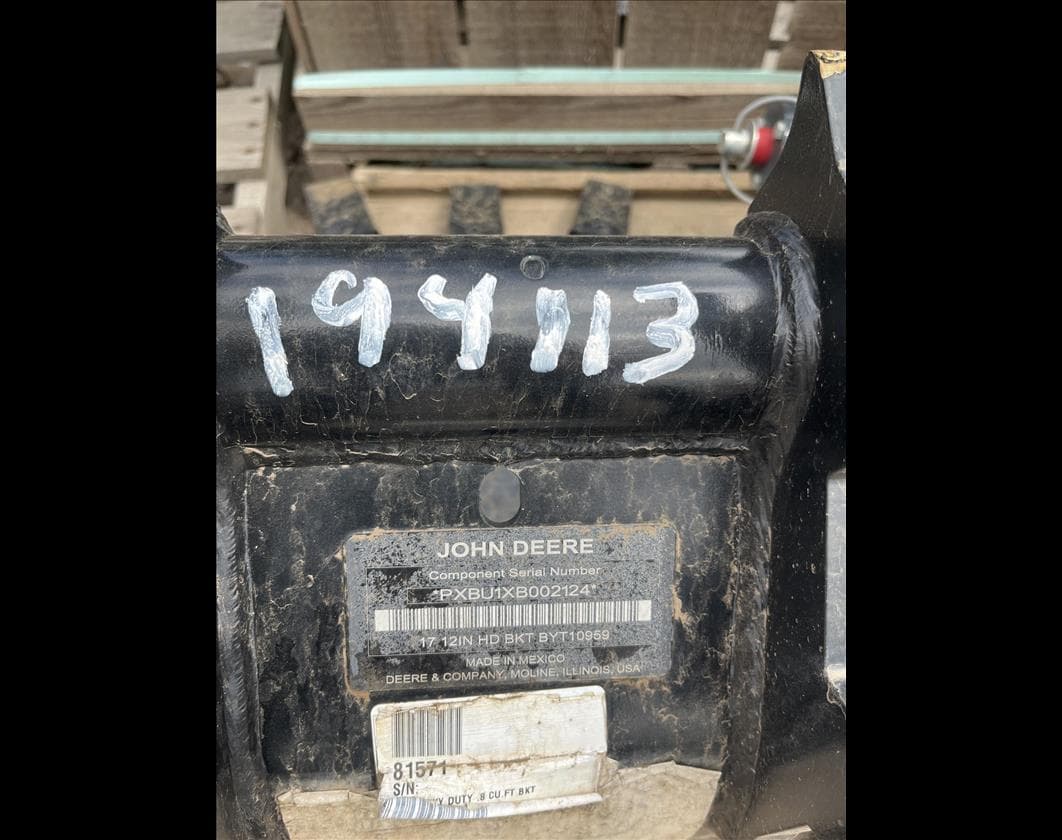 194113
JOHN DEERE
Component Serial Number
*PXBU1XB002124*
17 12IN HD BKT BYT10959
MADE IN MEXICO
DEERE & COMPANY, MOLINE, ILLINOIS, USA
81571
S/N:
DUTY .8 CU.FT BKT